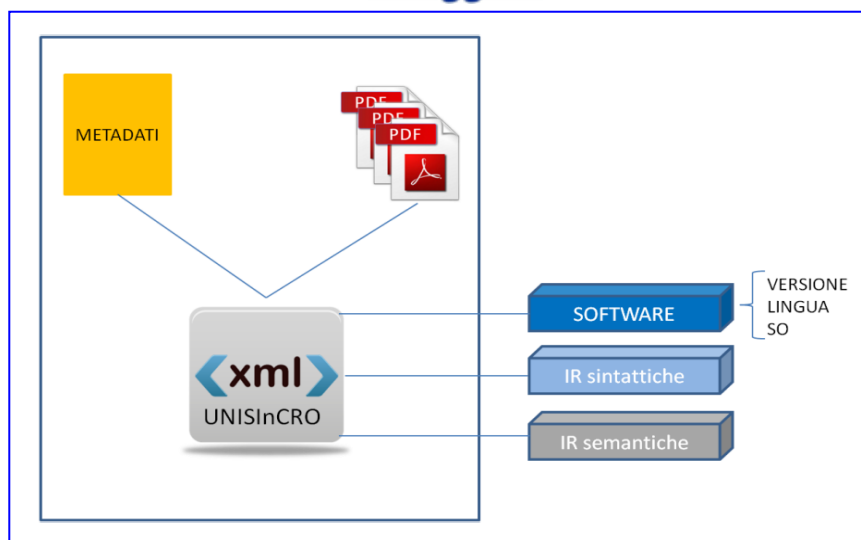 METADATI
PDF
PDF
PDF
xml
UNISInCRO
SOFTWARE
VERSIONE
LINGUA
SO
IR sintattiche
IR semantiche